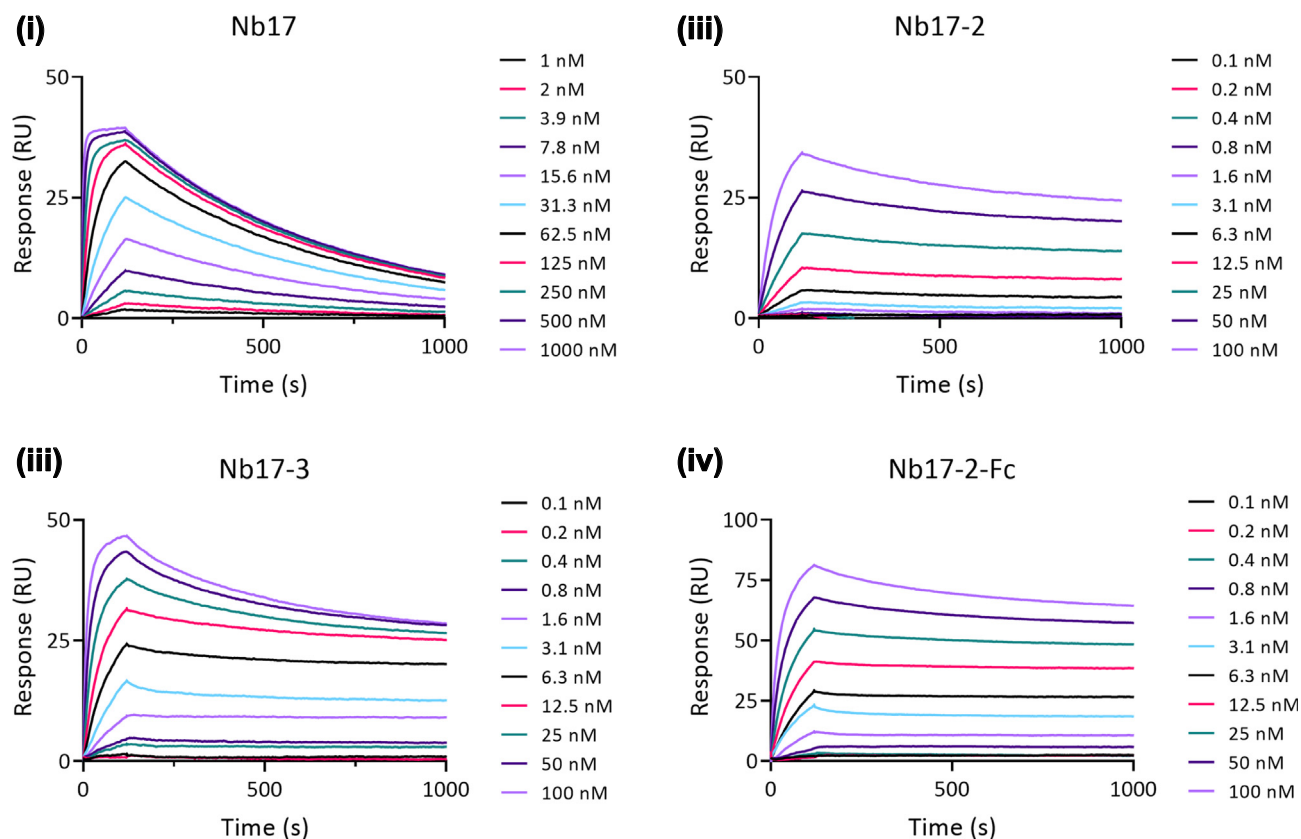 (i)
Nb17
50
25
0
0
500
1000
Response (RU)
Time (s)
1 nM
2 nM
3.9 nM
7.8 nM
15.6 nM
31.3 nM
62.5 nM
125 nM
250 nM
500 nM
1000 nM
(iii)
Nb17-2
50
25
0
0
500
1000
Response (RU)
Time (s)
0.1 nM
0.2 nM
0.4 nM
0.8 nM
1.6 nM
3.1 nM
6.3 nM
12.5 nM
25 nM
50 nM
100 nM
(iii)
Nb17-3
50
25
0
0
500
1000
Response (RU)
Time (s)
0.1 nM
0.2 nM
0.4 nM
0.8 nM
1.6 nM
3.1 nM
6.3 nM
12.5 nM
25 nM
50 nM
100 nM
(iv)
Nb17-2-Fc
100
75
50
25
0
0
500
1000
Response (RU)
Time (s)
0.1 nM
0.2 nM
0.4 nM
0.8 nM
1.6 nM
3.1 nM
6.3 nM
12.5 nM
25 nM
50 nM
100 nM